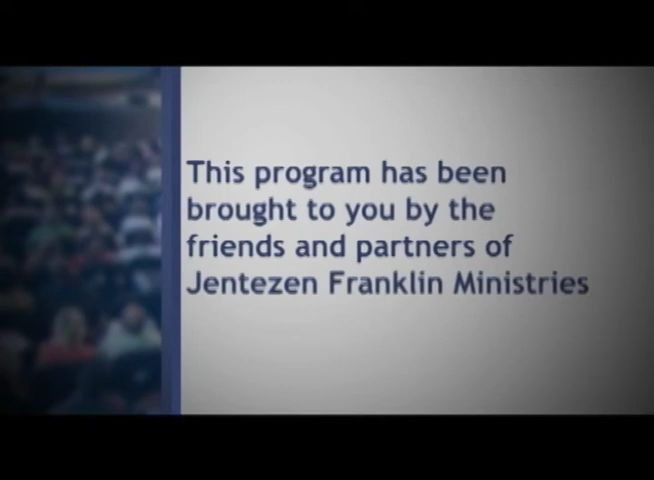 This program has been
brought to you by the
friends and partners of
Jentezen Franklin Ministries